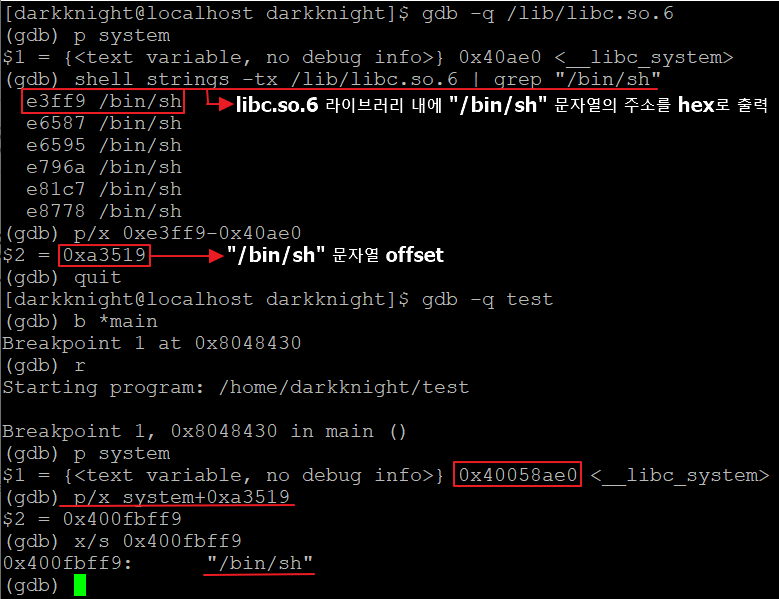 [darkknight@localhost darkknight]$ gdb -q /lib/libc.so.6
(gdb) p system
$1 = {<text variable, no debug info>} 0x40ae0 <__libc_system>
(gdb) shell strings -tx /lib/libc.so.6 | grep "/bin/sh"
e3ff9 /bin/sh libc.so.6 라이브러리 내에 "/bin/sh" 문자열의 주소를 hex로 출력
e6587 /bin/sh
e6595 /bin/sh
e796a /bin/sh
e81c7 /bin/sh
e8778 /bin/sh
(gdb) p/x 0xe3ff9-0x40ae0
$2 = 0xa3519 "/bin/sh" 문자열 offset
(gdb) quit
[darkknight@localhost darkknight]$ gdb -q test
(gdb) b *main
Breakpoint 1 at 0x8048430
(gdb) r
Starting program: /home/darkknight/test
Breakpoint 1, 0x8048430 in main ()
(gdb) p system
$1 = {<text variable, no debug info>} 0x40058ae0 <__libc_system>
(gdb) p/x system+0xa3519
$2 = 0x400fbff9
(gdb) x/s 0x400fbff9
0x400fbff9: "/bin/sh"
(gdb)